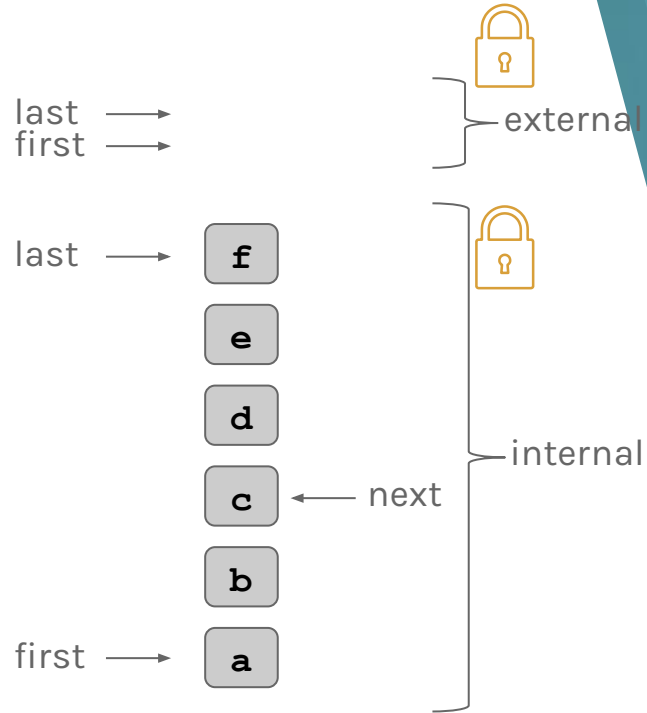 last
external
first
last
f
e
d
internal
c
next
b
first
a